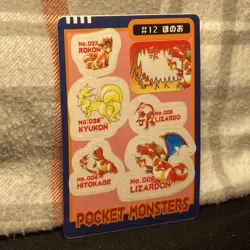 #12 ほのお
No.037
ROKON
No.038
KYUKON
No.005
LIZARDO
No.004
HITOKAGE
No.006
LIZARDON
POCKET MONSTERS